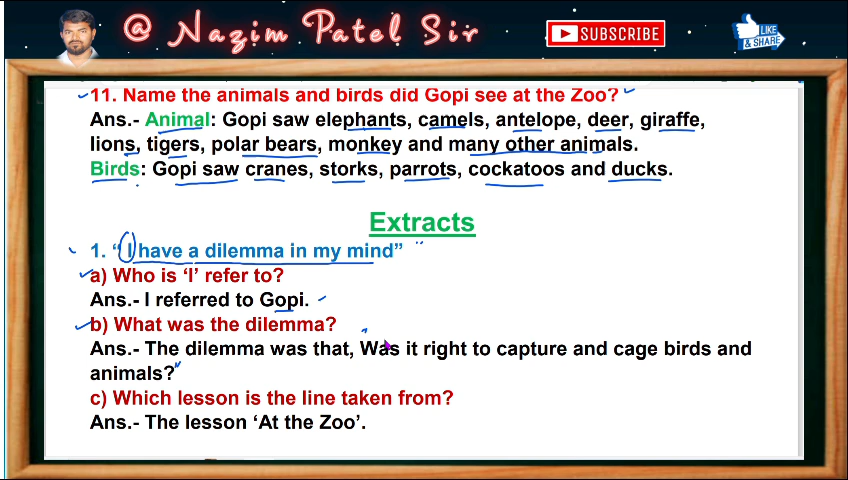 @ Nazim Patel Sir
SUBSCRIBE
LIKE
& SHARE
11. Name the animals and birds did Gopi see at the Zoo?
Ans.- Animal: Gopi saw elephants, camels, antelope, deer, giraffe,
lions, tigers, polar bears, monkey and many other animals.
Birds: Gopi saw cranes, storks, parrots, cockatoos and ducks.
Extracts
1. “I have a dilemma in my mind”
a) Who is ‘I’ refer to?
Ans.- I referred to Gopi.
b) What was the dilemma?
Ans.- The dilemma was that, Was it right to capture and cage birds and
animals?
c) Which lesson is the line taken from?
Ans.- The lesson ‘At the Zoo’.